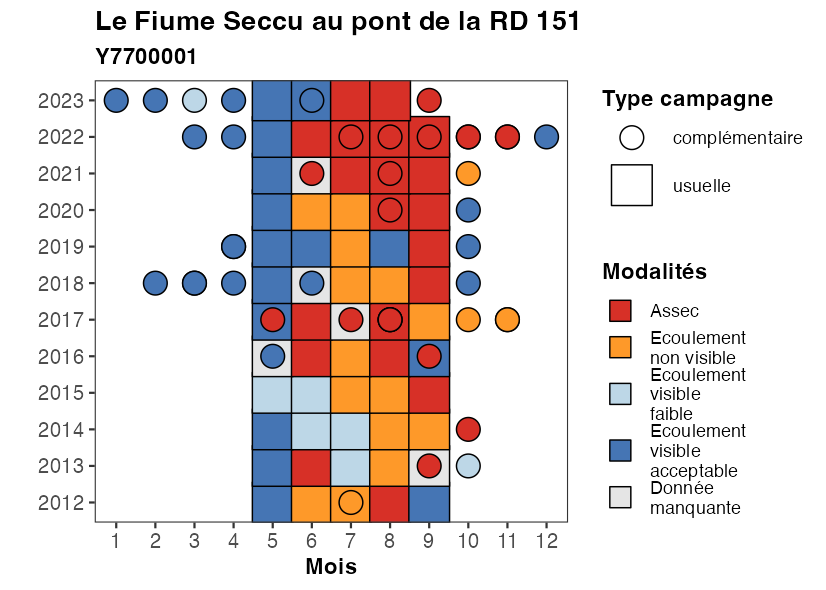 Le Fiume Seccu au pont de la RD 151
Y7700001
2023
2022
2021
2020
2019
2018
2017
2016
2015
2014
2013
2012
1 2 3 4 5 6 7 8 9 10 11 12
Mois
Type campagne
complémentaire
usuelle
Modalités
Assec
Ecoulement
non visible
Ecoulement
visible
faible
Ecoulement
visible
acceptable
Donnée
manquante